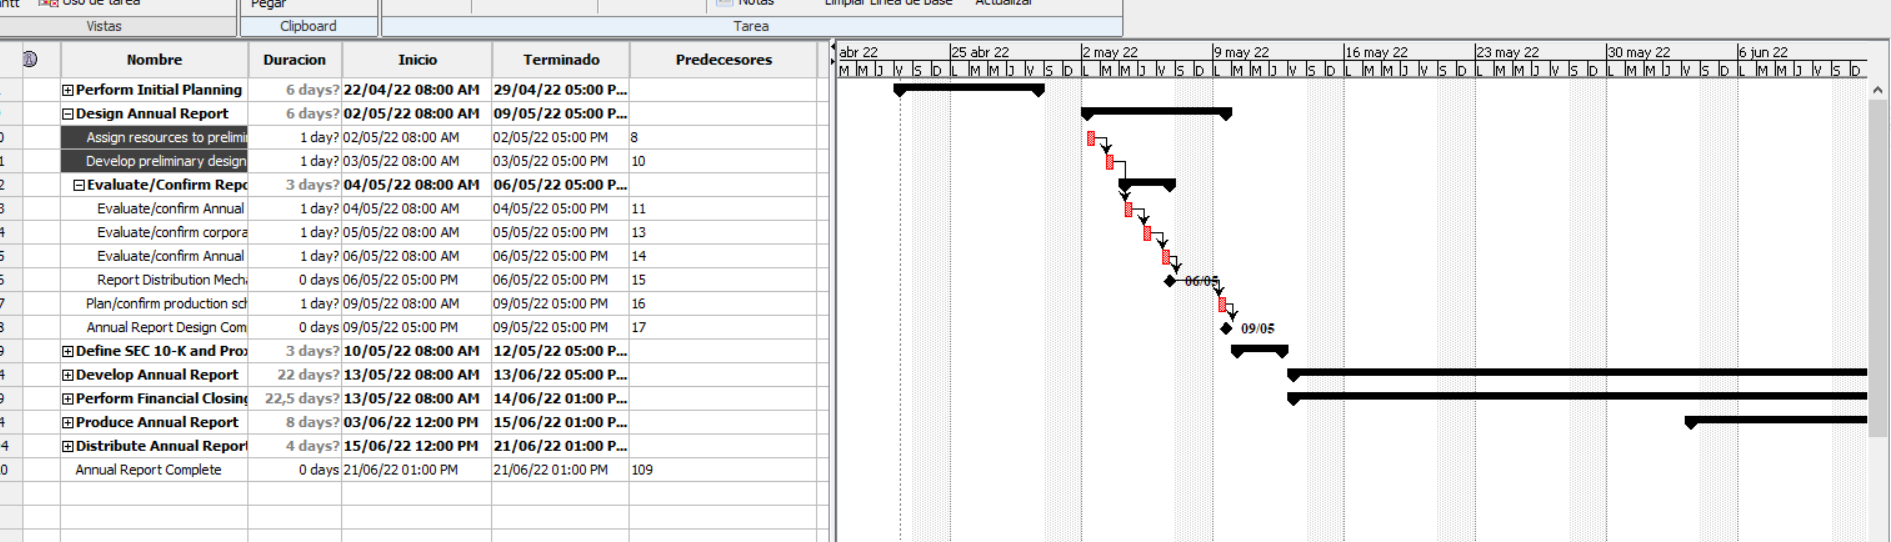 Uso de tarea Pegar Notas Limpiar Linea de Base Actualizar
Vistas Clipboard Tarea
Nombre Duracion Inicio Terminado Predecesores
abr 22 25 abr 22 2 may 22 9 may 22 16 may 22 23 may 22 30 may 22 6 jun 22
M M J V S D L M M J V S D L M M J V S D L M M J V S D L M M J V S D L M M J V S D L M M J V S D L M M J V S D
Perform Initial Planning 6 days? 22/04/22 08:00 AM 29/04/22 05:00 P...
Design Annual Report 6 days? 02/05/22 08:00 AM 09/05/22 05:00 P...
0 Assign resources to prelimi 1 day? 02/05/22 08:00 AM 02/05/22 05:00 PM 8
1 Develop preliminary design 1 day? 03/05/22 08:00 AM 03/05/22 05:00 PM 10
2 Evaluate/Confirm Repo 3 days? 04/05/22 08:00 AM 06/05/22 05:00 P...
3 Evaluate/confirm Annual 1 day? 04/05/22 08:00 AM 04/05/22 05:00 PM 11
4 Evaluate/confirm corpora 1 day? 05/05/22 08:00 AM 05/05/22 05:00 PM 13
5 Evaluate/confirm Annual 1 day? 06/05/22 08:00 AM 06/05/22 05:00 PM 14
6 Report Distribution Mecha 0 days 06/05/22 05:00 PM 06/05/22 05:00 PM 15 06/05
7 Plan/confirm production sch 1 day? 09/05/22 08:00 AM 09/05/22 05:00 PM 16
8 Annual Report Design Com 0 days 09/05/22 05:00 PM 09/05/22 05:00 PM 17 09/05
9 Define SEC 10-K and Prox 3 days? 10/05/22 08:00 AM 12/05/22 05:00 P...
4 Develop Annual Report 22 days? 13/05/22 08:00 AM 13/06/22 05:00 P...
9 Perform Financial Closing 22,5 days? 13/05/22 08:00 AM 14/06/22 01:00 P...
4 Produce Annual Report 8 days? 03/06/22 12:00 PM 15/06/22 01:00 P...
04 Distribute Annual Report 4 days? 15/06/22 12:00 PM 21/06/22 01:00 P...
0 Annual Report Complete 0 days 21/06/22 01:00 PM 21/06/22 01:00 PM 109